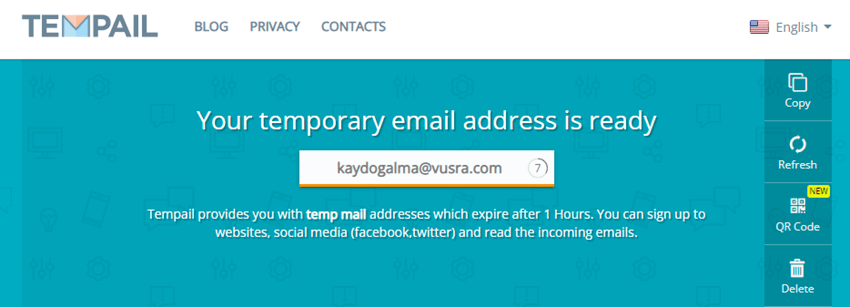 TEMPAIL
BLOG PRIVACY CONTACTS
English
Your temporary email address is ready
kaydogalma@vusra.com 7
Tempail provides you with temp mail addresses which expire after 1 Hours. You can sign up to
websites, social media (facebook,twitter) and read the incoming emails.
Copy
Refresh
NEW
QR Code
Delete